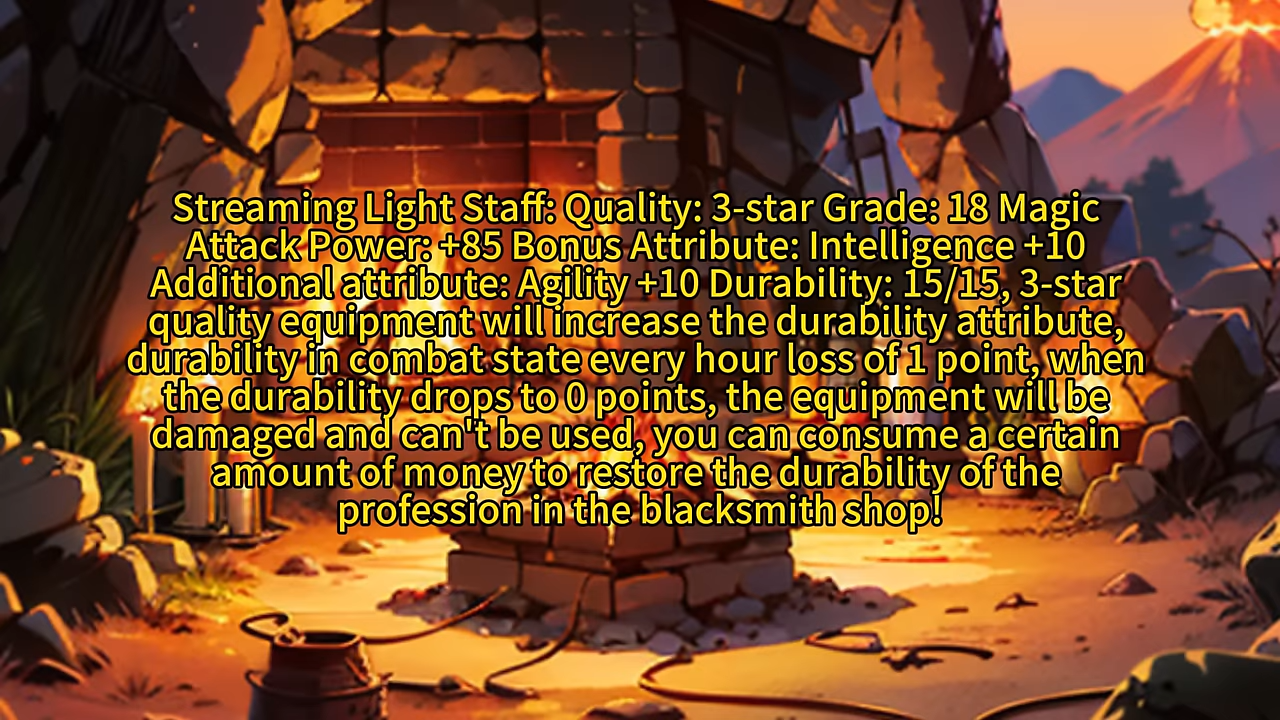 Streaming Light Staff: Quality: 3-star Grade: 18 Magic
Attack Power: +85 Bonus Attribute: Intelligence +10
Additional attribute: Agility +10 Durability: 15/15, 3-star
quality equipment will increase the durability attribute,
durability in combat state every hour loss of 1 point, when
the durability drops to 0 points, the equipment will be
damaged and can't be used, you can consume a certain
amount of money to restore the durability of the
profession in the blacksmith shop!